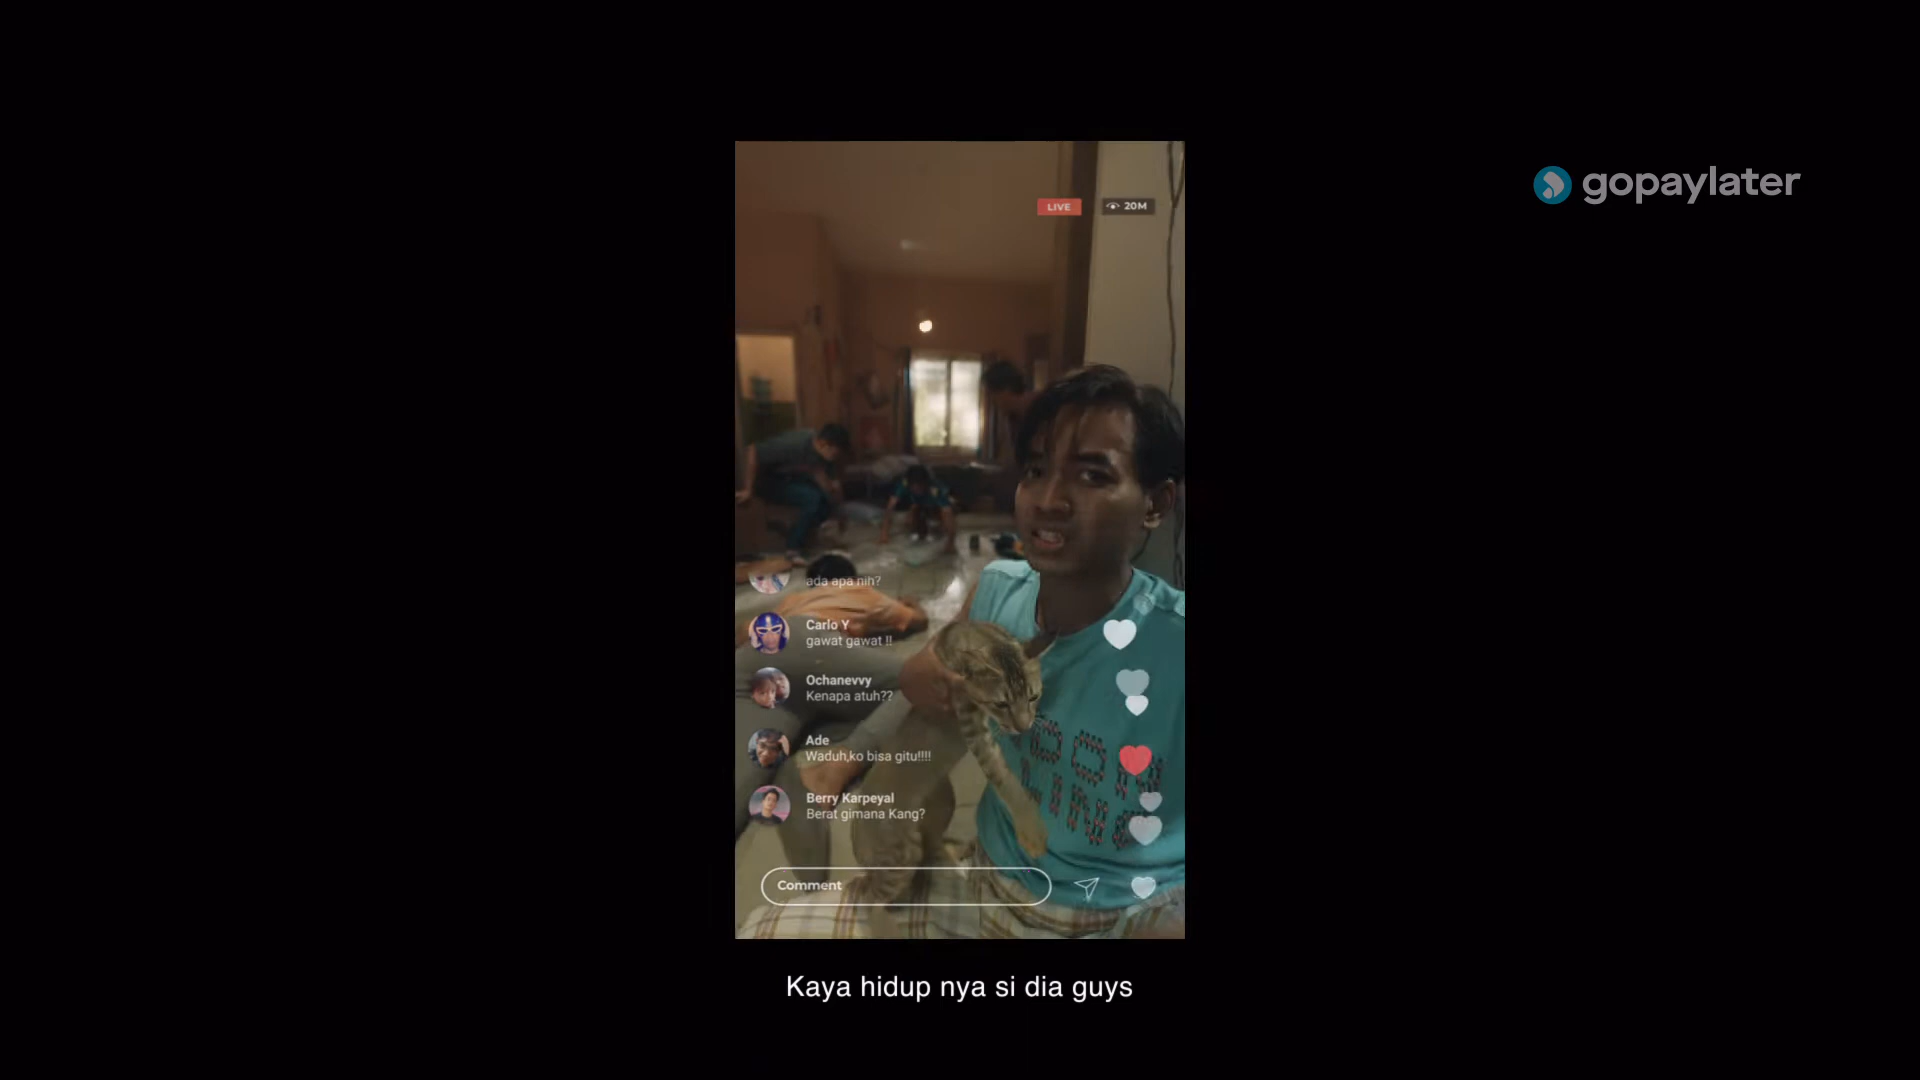 gopaylater
LIVE
20M
ada apa nih?
Carlo Y
gawat gawat !!
Ochanevvy
Kenapa atuh??
Ade
Waduh,ko bisa gitu!!!!
Berry Karpeyal
Berat gimana Kang?
Comment
Kaya hidup nya si dia guys